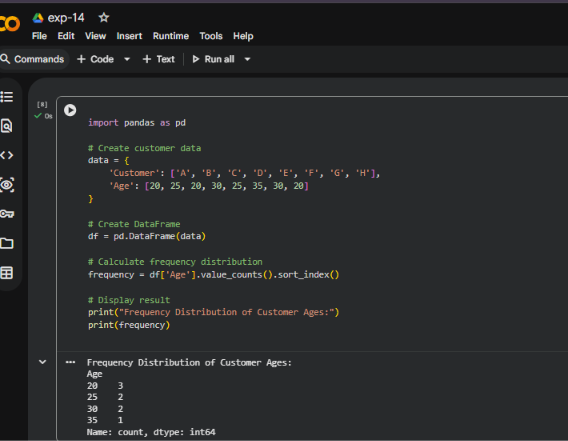 exp-14
File Edit View Insert Runtime Tools Help
Commands + Code + Text Run all
0s
import pandas as pd
# Create customer data
data = {
    'Customer': ['A', 'B', 'C', 'D', 'E', 'F', 'G', 'H'],
    'Age': [20, 25, 20, 30, 25, 35, 30, 20]
}
# Create DataFrame
df = pd.DataFrame(data)
# Calculate frequency distribution
frequency = df['Age'].value_counts().sort_index()
# Display result
print("Frequency Distribution of Customer Ages:")
print(frequency)
Frequency Distribution of Customer Ages:
Age
20    3
25    2
30    2
35    1
Name: count, dtype: int64